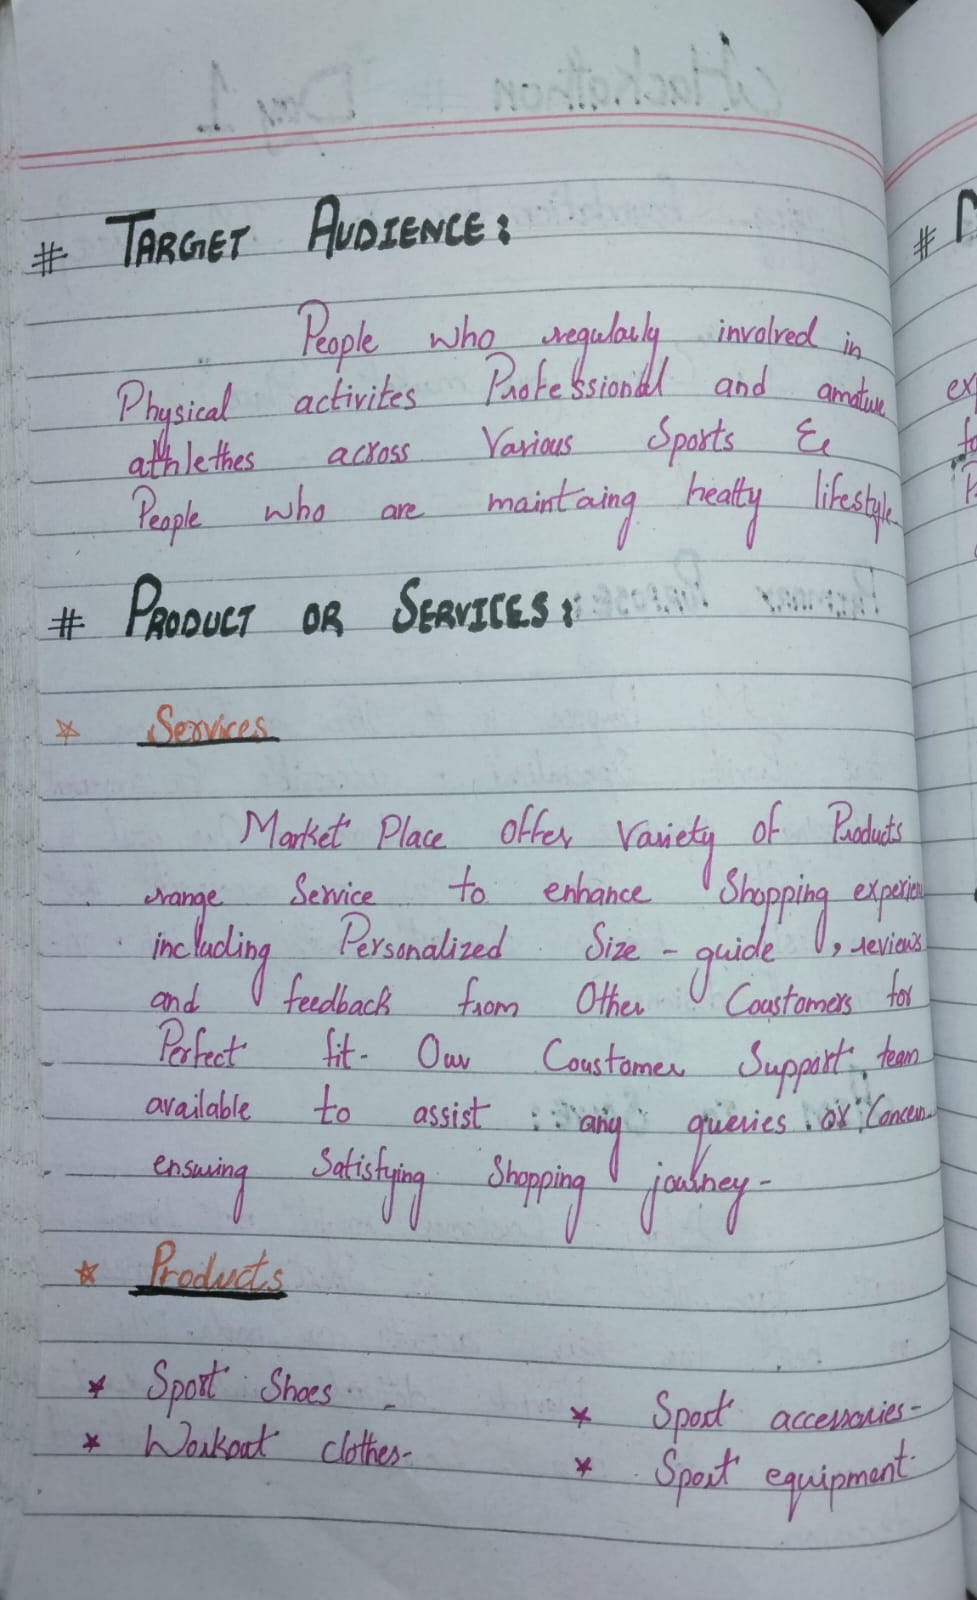 # TARGET AUDIENCE:
People who regularly involved in
Physical activites Professional and amature
athlethes across Various Sports &
People who are maintaing healty lifestyle.
# PRODUCT OR SERVICES:
☆ Services
Market Place offer Variety of Products
range Service to enhance Shopping experien
including Personalized Size - guide, reviews
and feedback from Other Coustomers for
Perfect fit- Our Coustomer Support team
available to assist any queries or Concern
ensuring Satisfying Shopping journey-
☆ Products
* Sport Shoes
* Sport accessories-
* Workout clothes-
* Sport equipment-